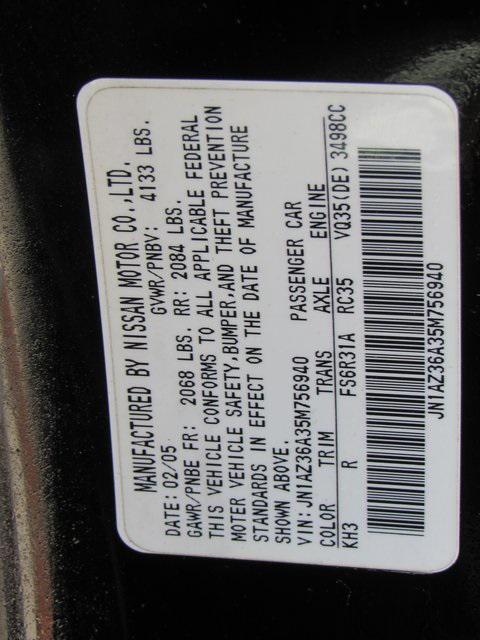 MANUFACTURED BY NISSAN MOTOR CO.,LTD.
DATE: 02/05 GVWR/PNBV: 4133 LBS.
GAWR/PNBE FR: 2068 LBS. RR: 2084 LBS.
THIS VEHICLE CONFORMS TO ALL APPLICABLE FEDERAL
MOTER VEHICLE SAFETY,BUMPER,AND THEFT PREVENTION
STANDARDS IN EFFECT ON THE DATE OF MANUFACTURE
SHOWN ABOVE.
VIN: JN1AZ36A35M756940 PASSENGER CAR
COLOR TRIM TRANS AXLE ENGINE
KH3 R FS6R31A RC35 VQ35(DE) 3498CC
JN1AZ36A35M756940